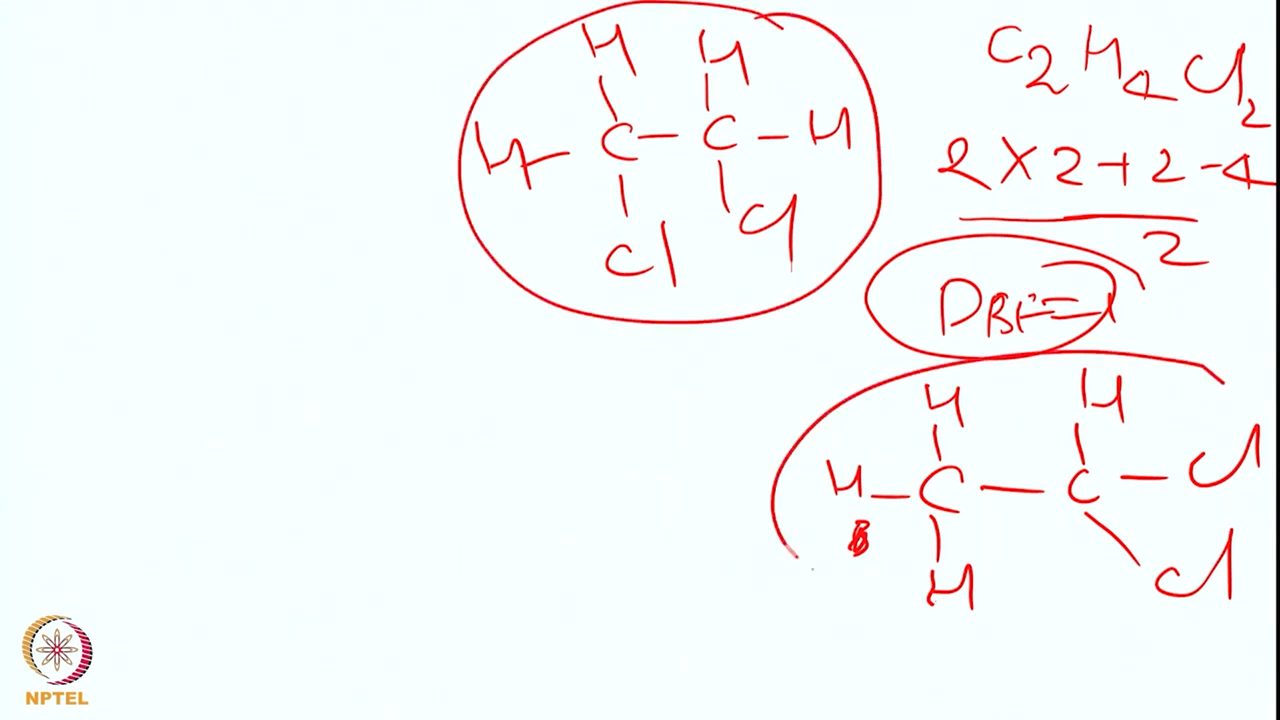 H H
H - C - C - H
Cl Cl
C2H4Cl2
2 X 2 + 2 - 4
2
DBE = 1
H H
H - C - C - Cl
H Cl
NPTEL